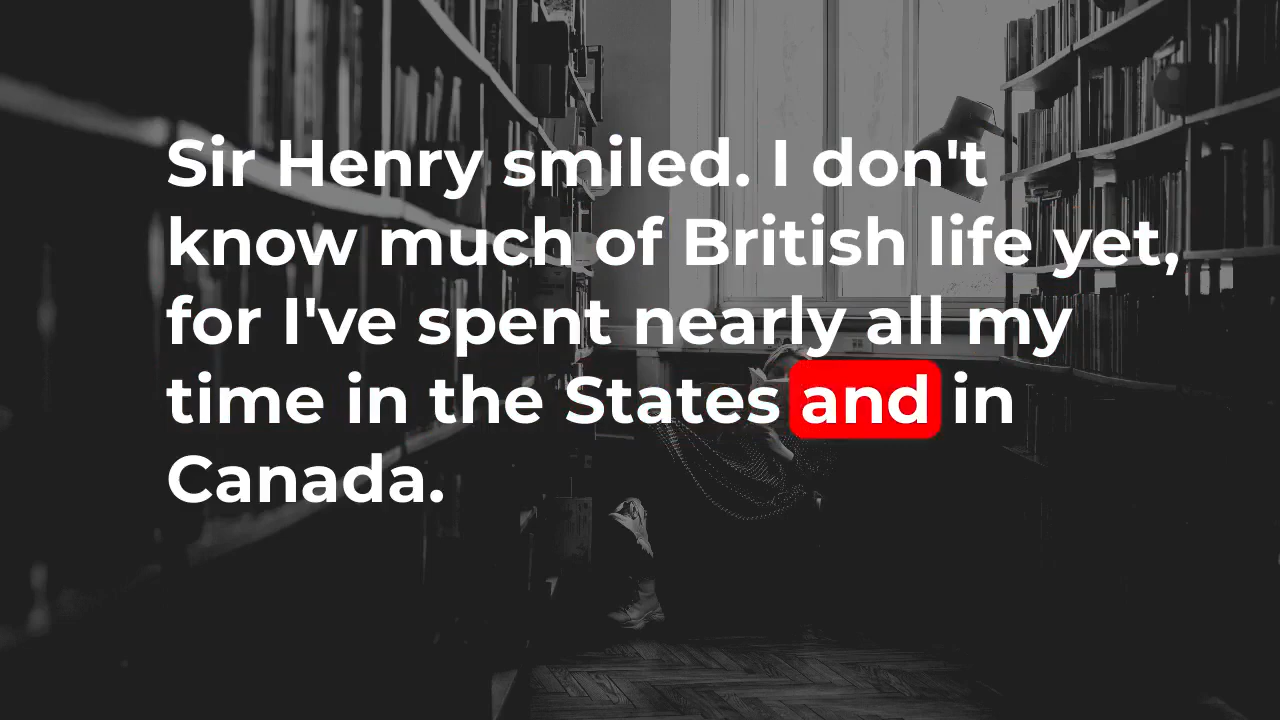 Sir Henry smiled. I don't
know much of British life yet,
for I've spent nearly all my
time in the States and in
Canada.